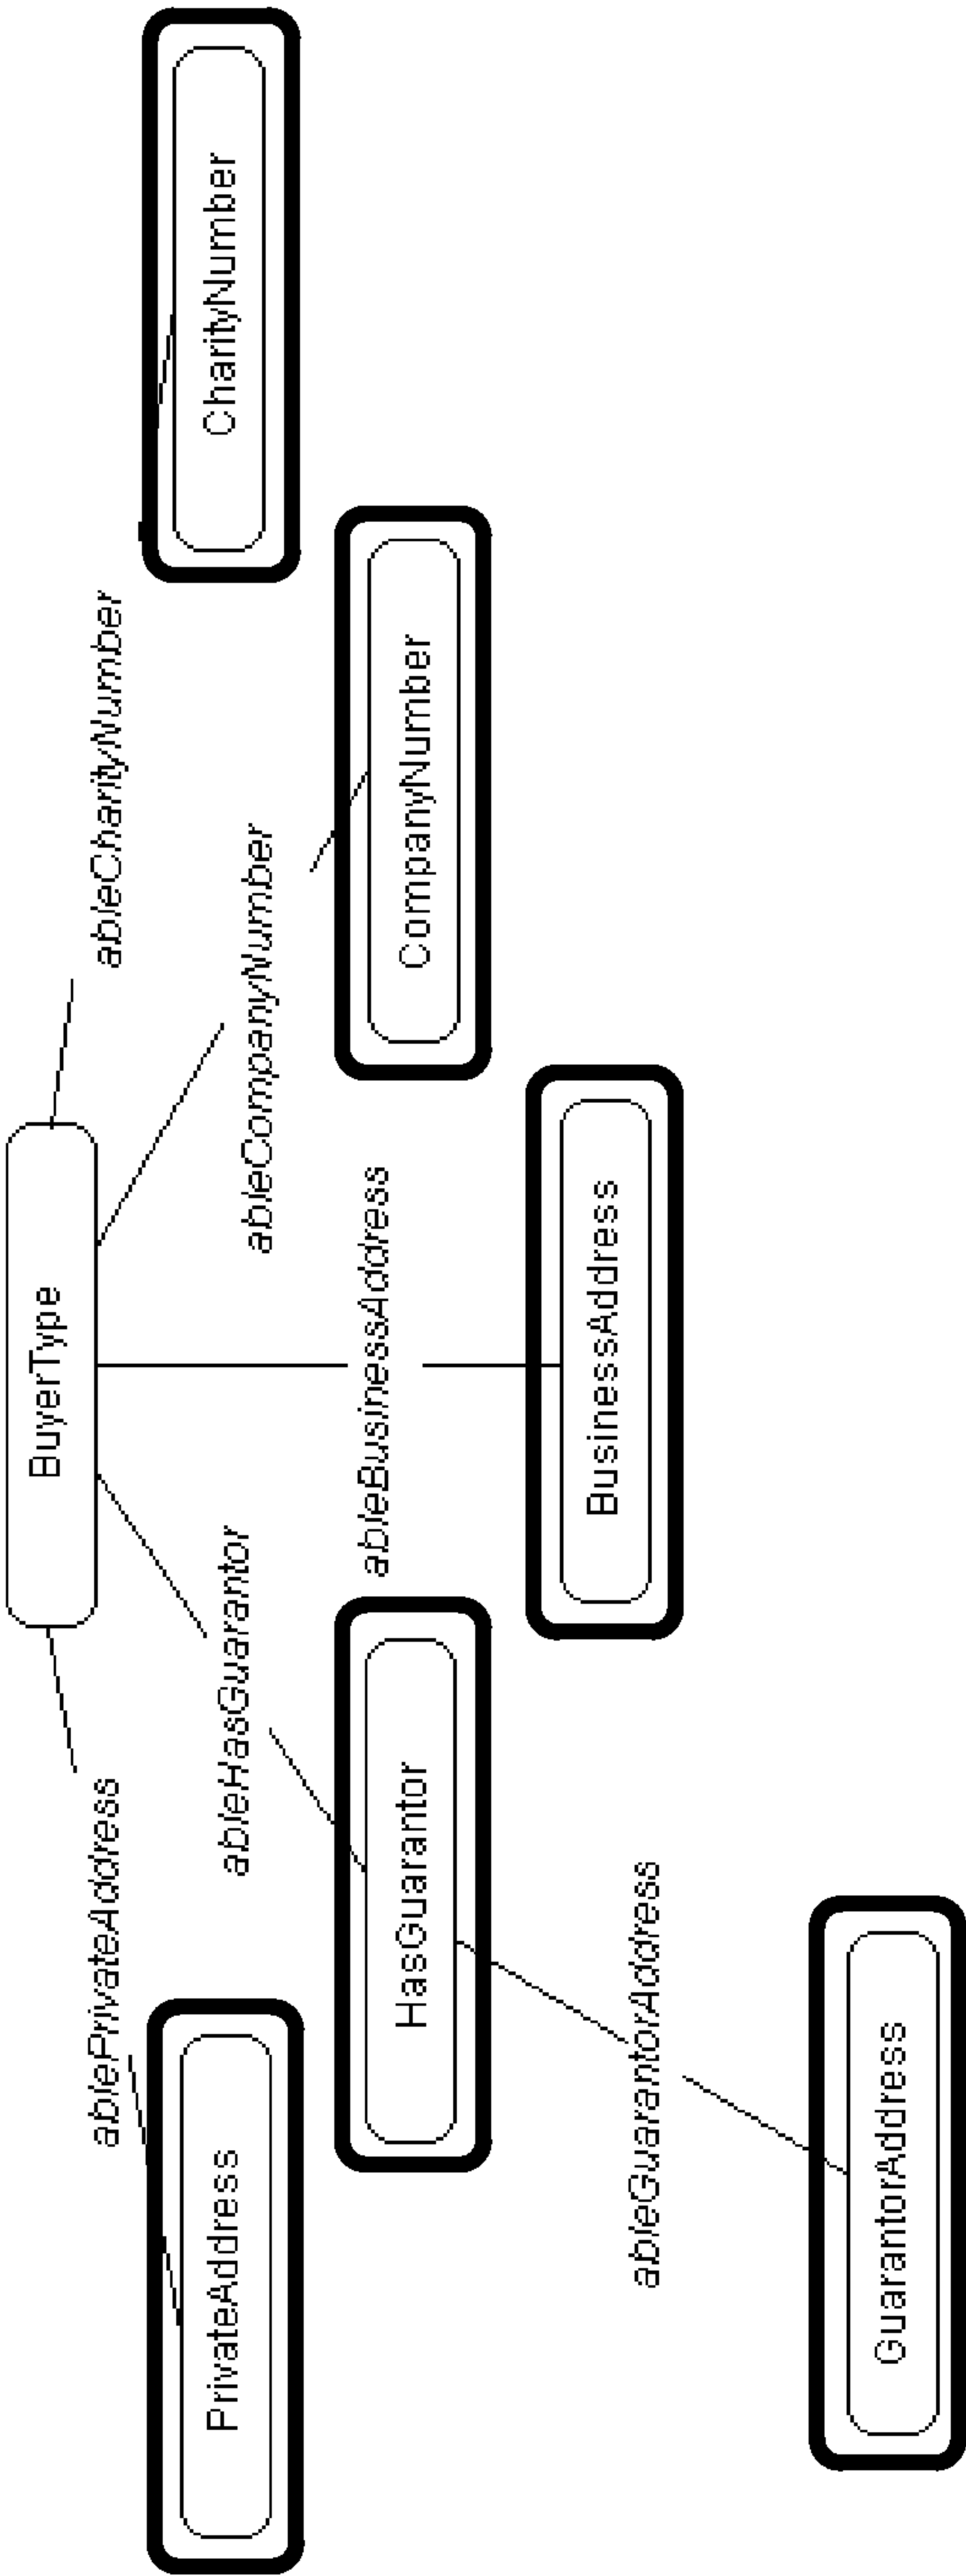 BuyerType
ablePrivateAddress
ableHasGuarantor
ableBusinessAddress
ableCompanyNumber
ableCharityNumber
PrivateAddress
HasGuarantor
BusinessAddress
CompanyNumber
CharityNumber
ableGuarantorAddress
GuarantorAddress